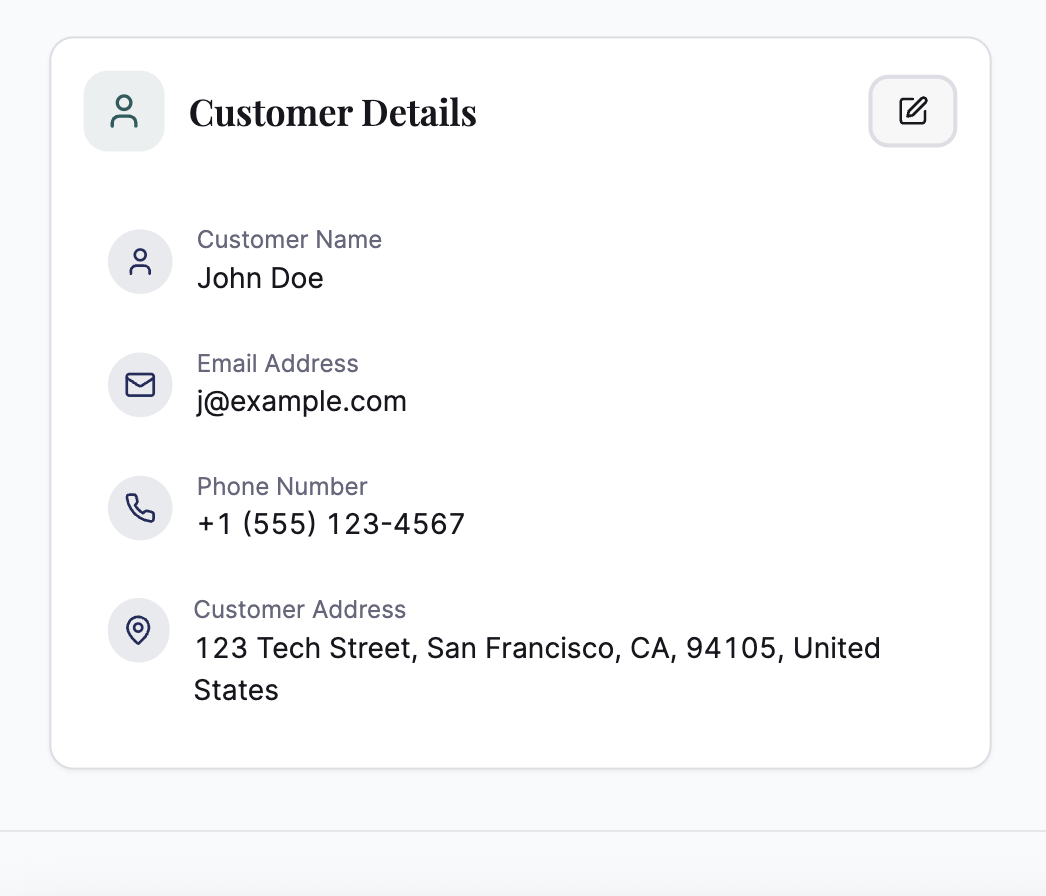 Customer Details
Customer Name
John Doe
Email Address
j@example.com
Phone Number
+1 (555) 123-4567
Customer Address
123 Tech Street, San Francisco, CA, 94105, United
States